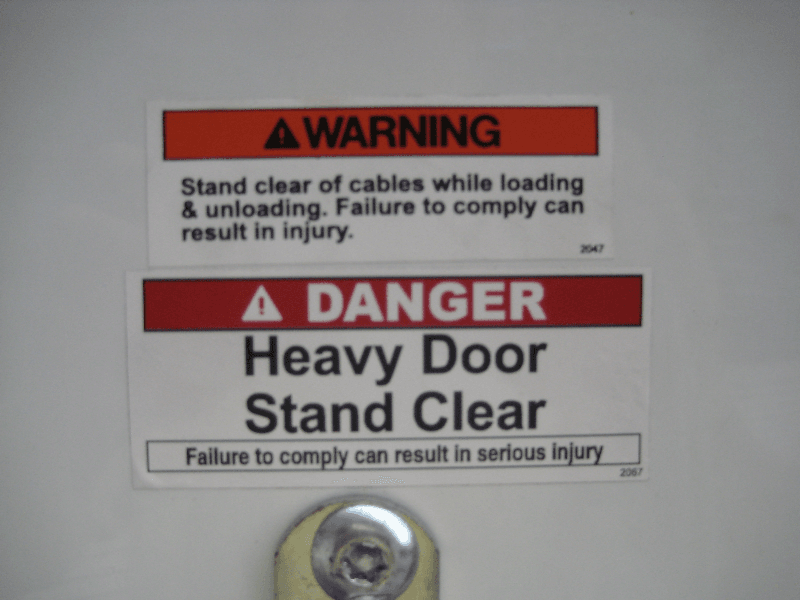 WARNING
Stand clear of cables while loading
& unloading. Failure to comply can
result in injury.
2047
DANGER
Heavy Door
Stand Clear
Failure to comply can result in serious injury
2067